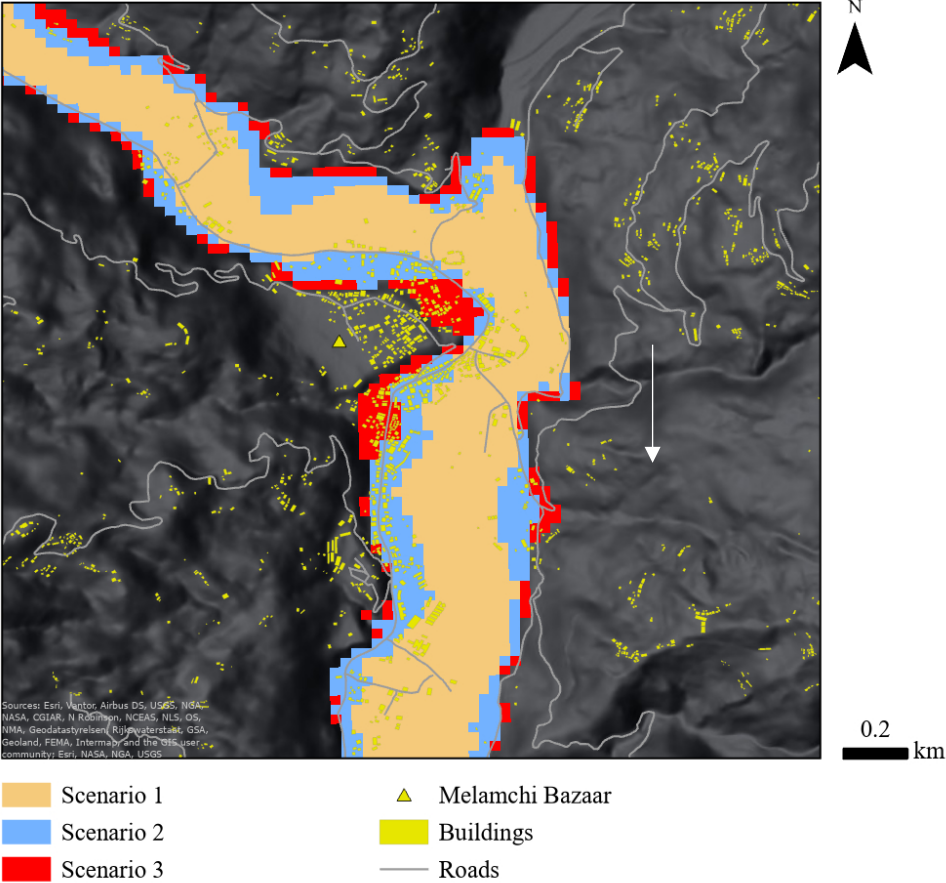 N
Sources: Esri, Vantor, Airbus DS, USGS, NGA,
NASA, CGIAR, N Robinson, NCEAS, NLS, OS,
NMA, Geodatastyrelsen, Rijkswaterstaat, GSA,
Geoland, FEMA, Intermap, and the GIS user
community; Esri, NASA, NGA, USGS
0.2
km
Scenario 1
Scenario 2
Scenario 3
Melamchi Bazaar
Buildings
Roads